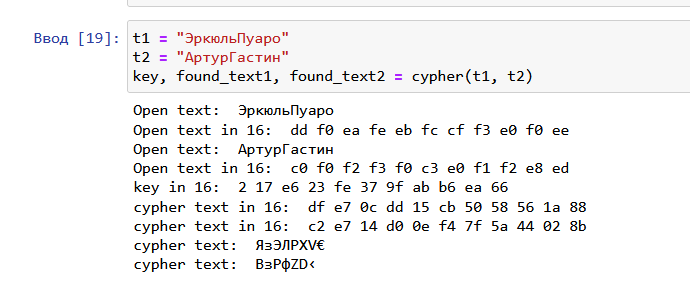 Ввод [19]: t1 = "ЭркюльПуаро"
t2 = "АртурГастин"
key, found_text1, found_text2 = cypher(t1, t2)
Open text:  ЭркюльПуаро
Open text in 16:  dd f0 ea fe eb fc cf f3 e0 f0 ee
Open text:  АртурГастин
Open text in 16:  c0 f0 f2 f3 f0 c3 e0 f1 f2 e8 ed
key in 16:  2 17 e6 23 fe 37 9f ab b6 ea 66
cypher text in 16:  df e7 0c dd 15 cb 50 58 56 1a 88
cypher text in 16:  c2 e7 14 d0 0e f4 7f 5a 44 02 8b
cypher text:  ЯзЭЛPXV€
cypher text:  ВзРфZD‹